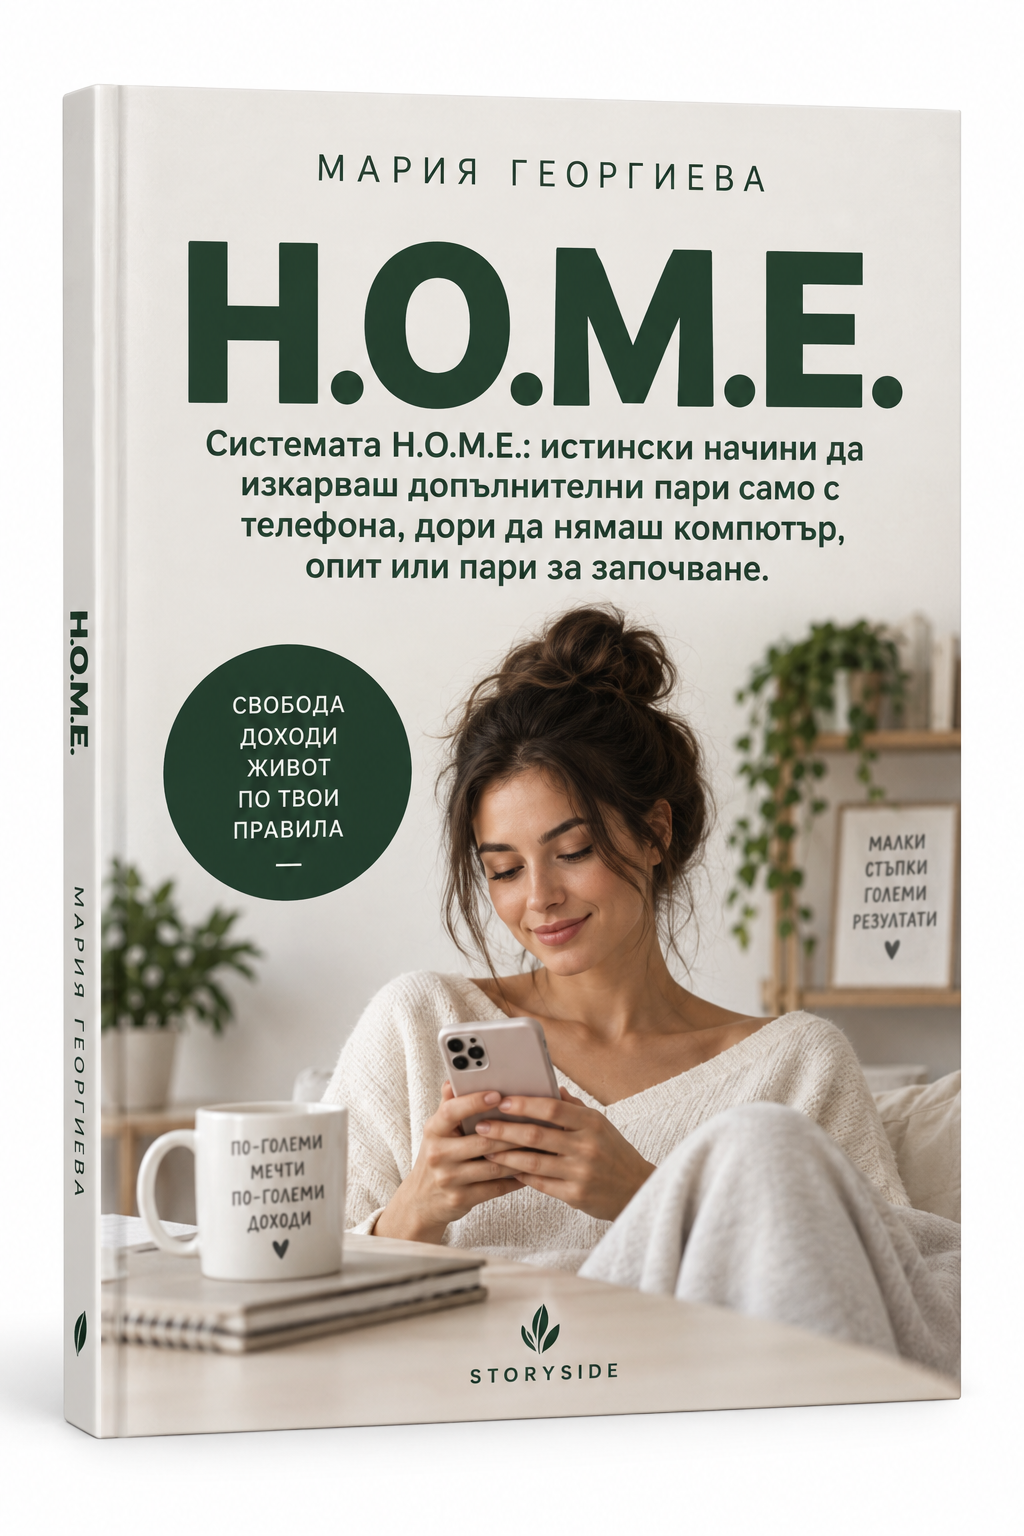 МАРИЯ ГЕОРГИЕВА
H.O.M.E.
Системата H.O.M.E.: истински начини да
изкарваш допълнителни пари само с
телефона, дори да нямаш компютър,
опит или пари за започване.
СВОБОДА
ДОХОДИ
ЖИВОТ
ПО ТВОИ
ПРАВИЛА
МАЛКИ
СТЪПКИ
ГОЛЕМИ
РЕЗУЛТАТИ
ПО-ГОЛЕМИ
МЕЧТИ
ПО-ГОЛЕМИ
ДОХОДИ
STORYSIDE
H.O.M.E.
МАРИЯ ГЕОРГИЕВА